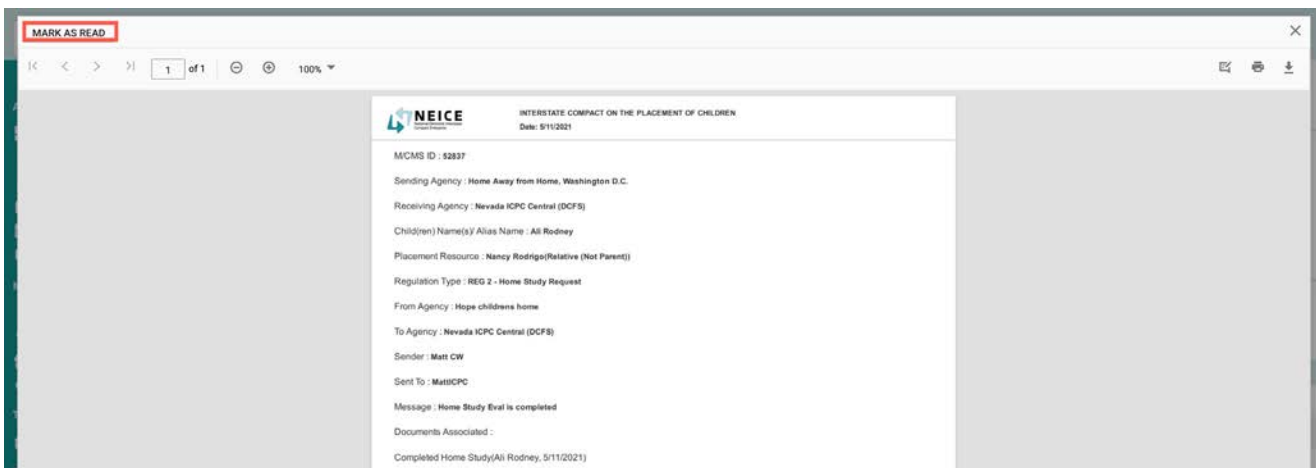 MARK AS READ
1 of 1 100%
NEICE
INTERSTATE COMPACT ON THE PLACEMENT OF CHILDREN
Date: 5/11/2021
M/CMS ID : 52837
Sending Agency : Home Away from Home, Washington D.C.
Receiving Agency : Nevada ICPC Central (DCFS)
Child(ren) Name(s)/ Alias Name : Ali Rodney
Placement Resource : Nancy Rodrigo(Relative (Not Parent))
Regulation Type : REG 2 - Home Study Request
From Agency : Hope childrens home
To Agency : Nevada ICPC Central (DCFS)
Sender : Matt CW
Sent To : MattICPC
Message : Home Study Eval is completed
Documents Associated :
Completed Home Study(Ali Rodney, 5/11/2021)